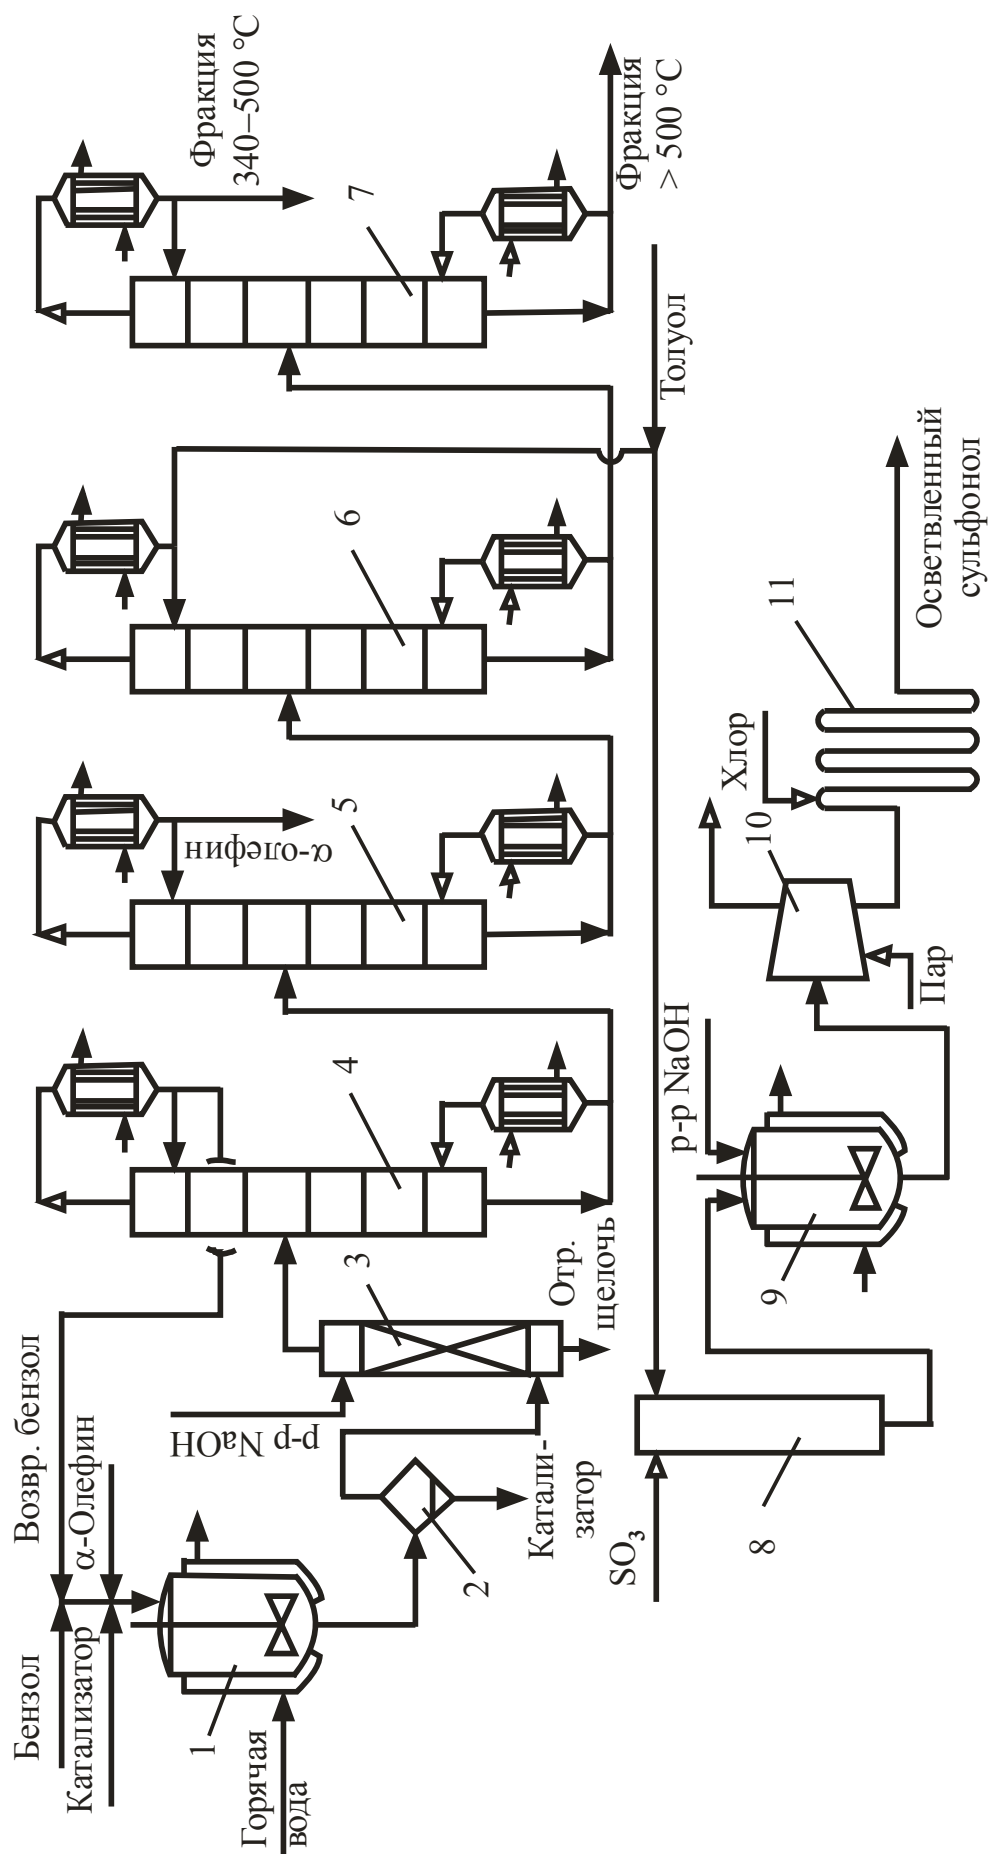 Бензол
Возвр. бензол
Катализатор
α-Олефин
Горячая
вода
1
2
Катали-
затор
р-р NaOH
3
Отр.
щелочь
4
5
α-олефин
6
7
Фракция
340–500 °C
Фракция
> 500 °C
Толуол
SO₃
8
9
р-р NaOH
10
Пар
Хлор
11
Осветвленный
сульфонол